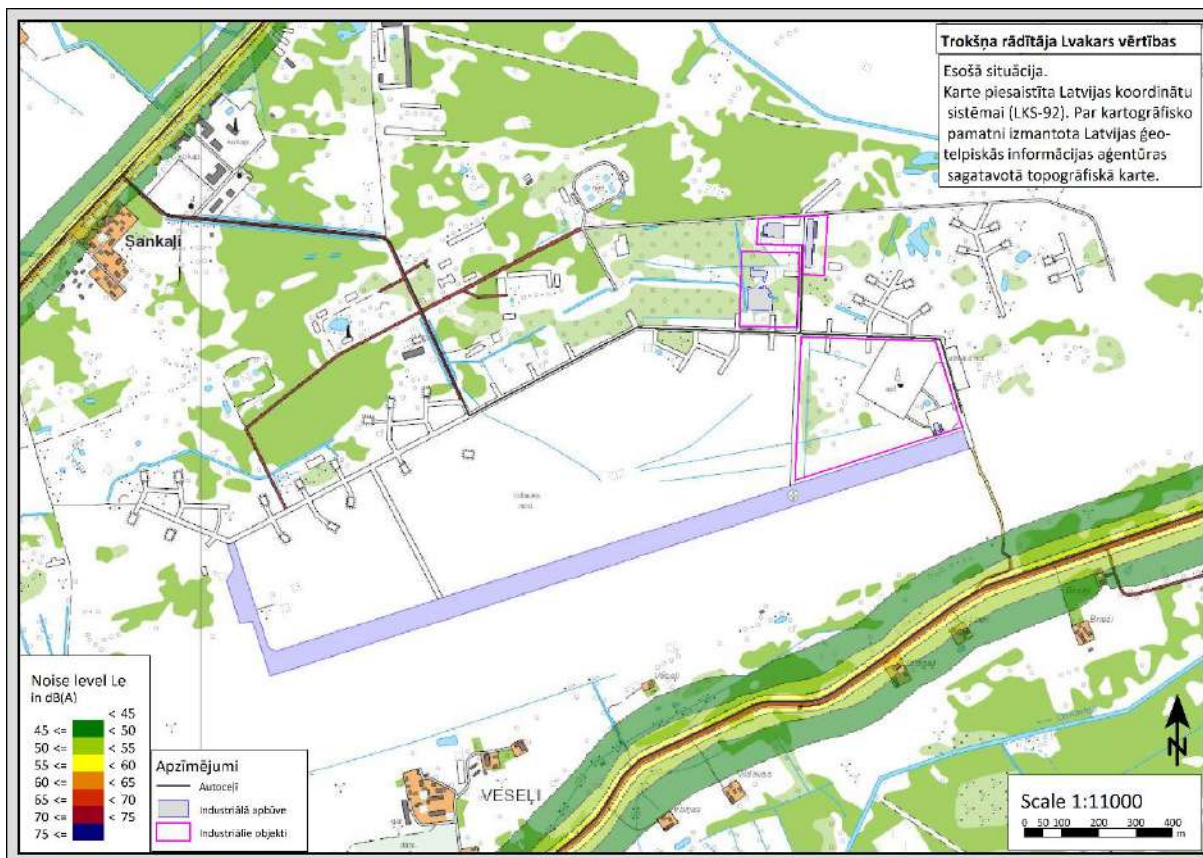 Trokšņa rādītāja Lvakars vērtības
Esošā situācija.
Karte piesaistīta Latvijas koordinātu
sistēmai (LKS-92). Par kartogrāfisko
pamatni izmantota Latvijas ģeo-
telpiskās informācijas aģentūras
sagatavotā topogrāfiskā karte.
Sankaļi
VESEĻI
Veseļi
Noise level Le
in dB(A)
< 45
45 <= < 50
50 <= < 55
55 <= < 60
60 <= < 65
65 <= < 70
70 <= < 75
75 <=
Apzīmējumi
Autoceļi
Industriālā apbūve
Industriālie objekti
N
Scale 1:11000
0 50 100 200 300 400
m